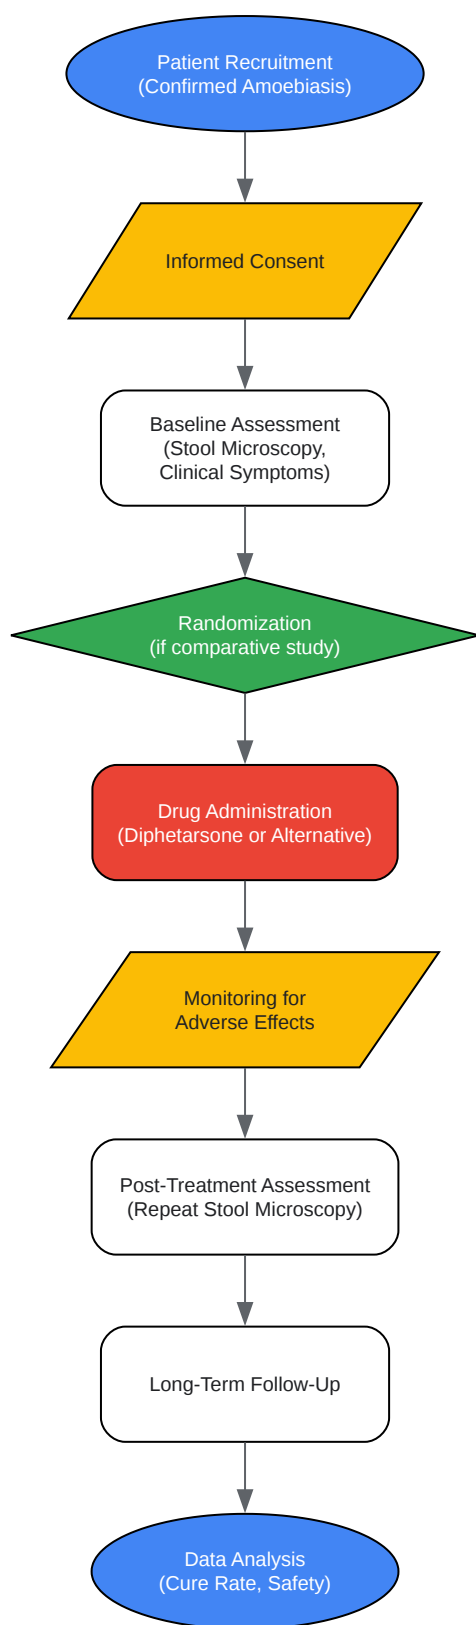 Patient Recruitment
(Confirmed Amoebiasis)
Informed Consent
Baseline Assessment
(Stool Microscopy,
Clinical Symptoms)
Randomization
(if comparative study)
Drug Administration
(Diphetarsone or Alternative)
Monitoring for
Adverse Effects
Post-Treatment Assessment
(Repeat Stool Microscopy)
Long-Term Follow-Up
Data Analysis
(Cure Rate, Safety)